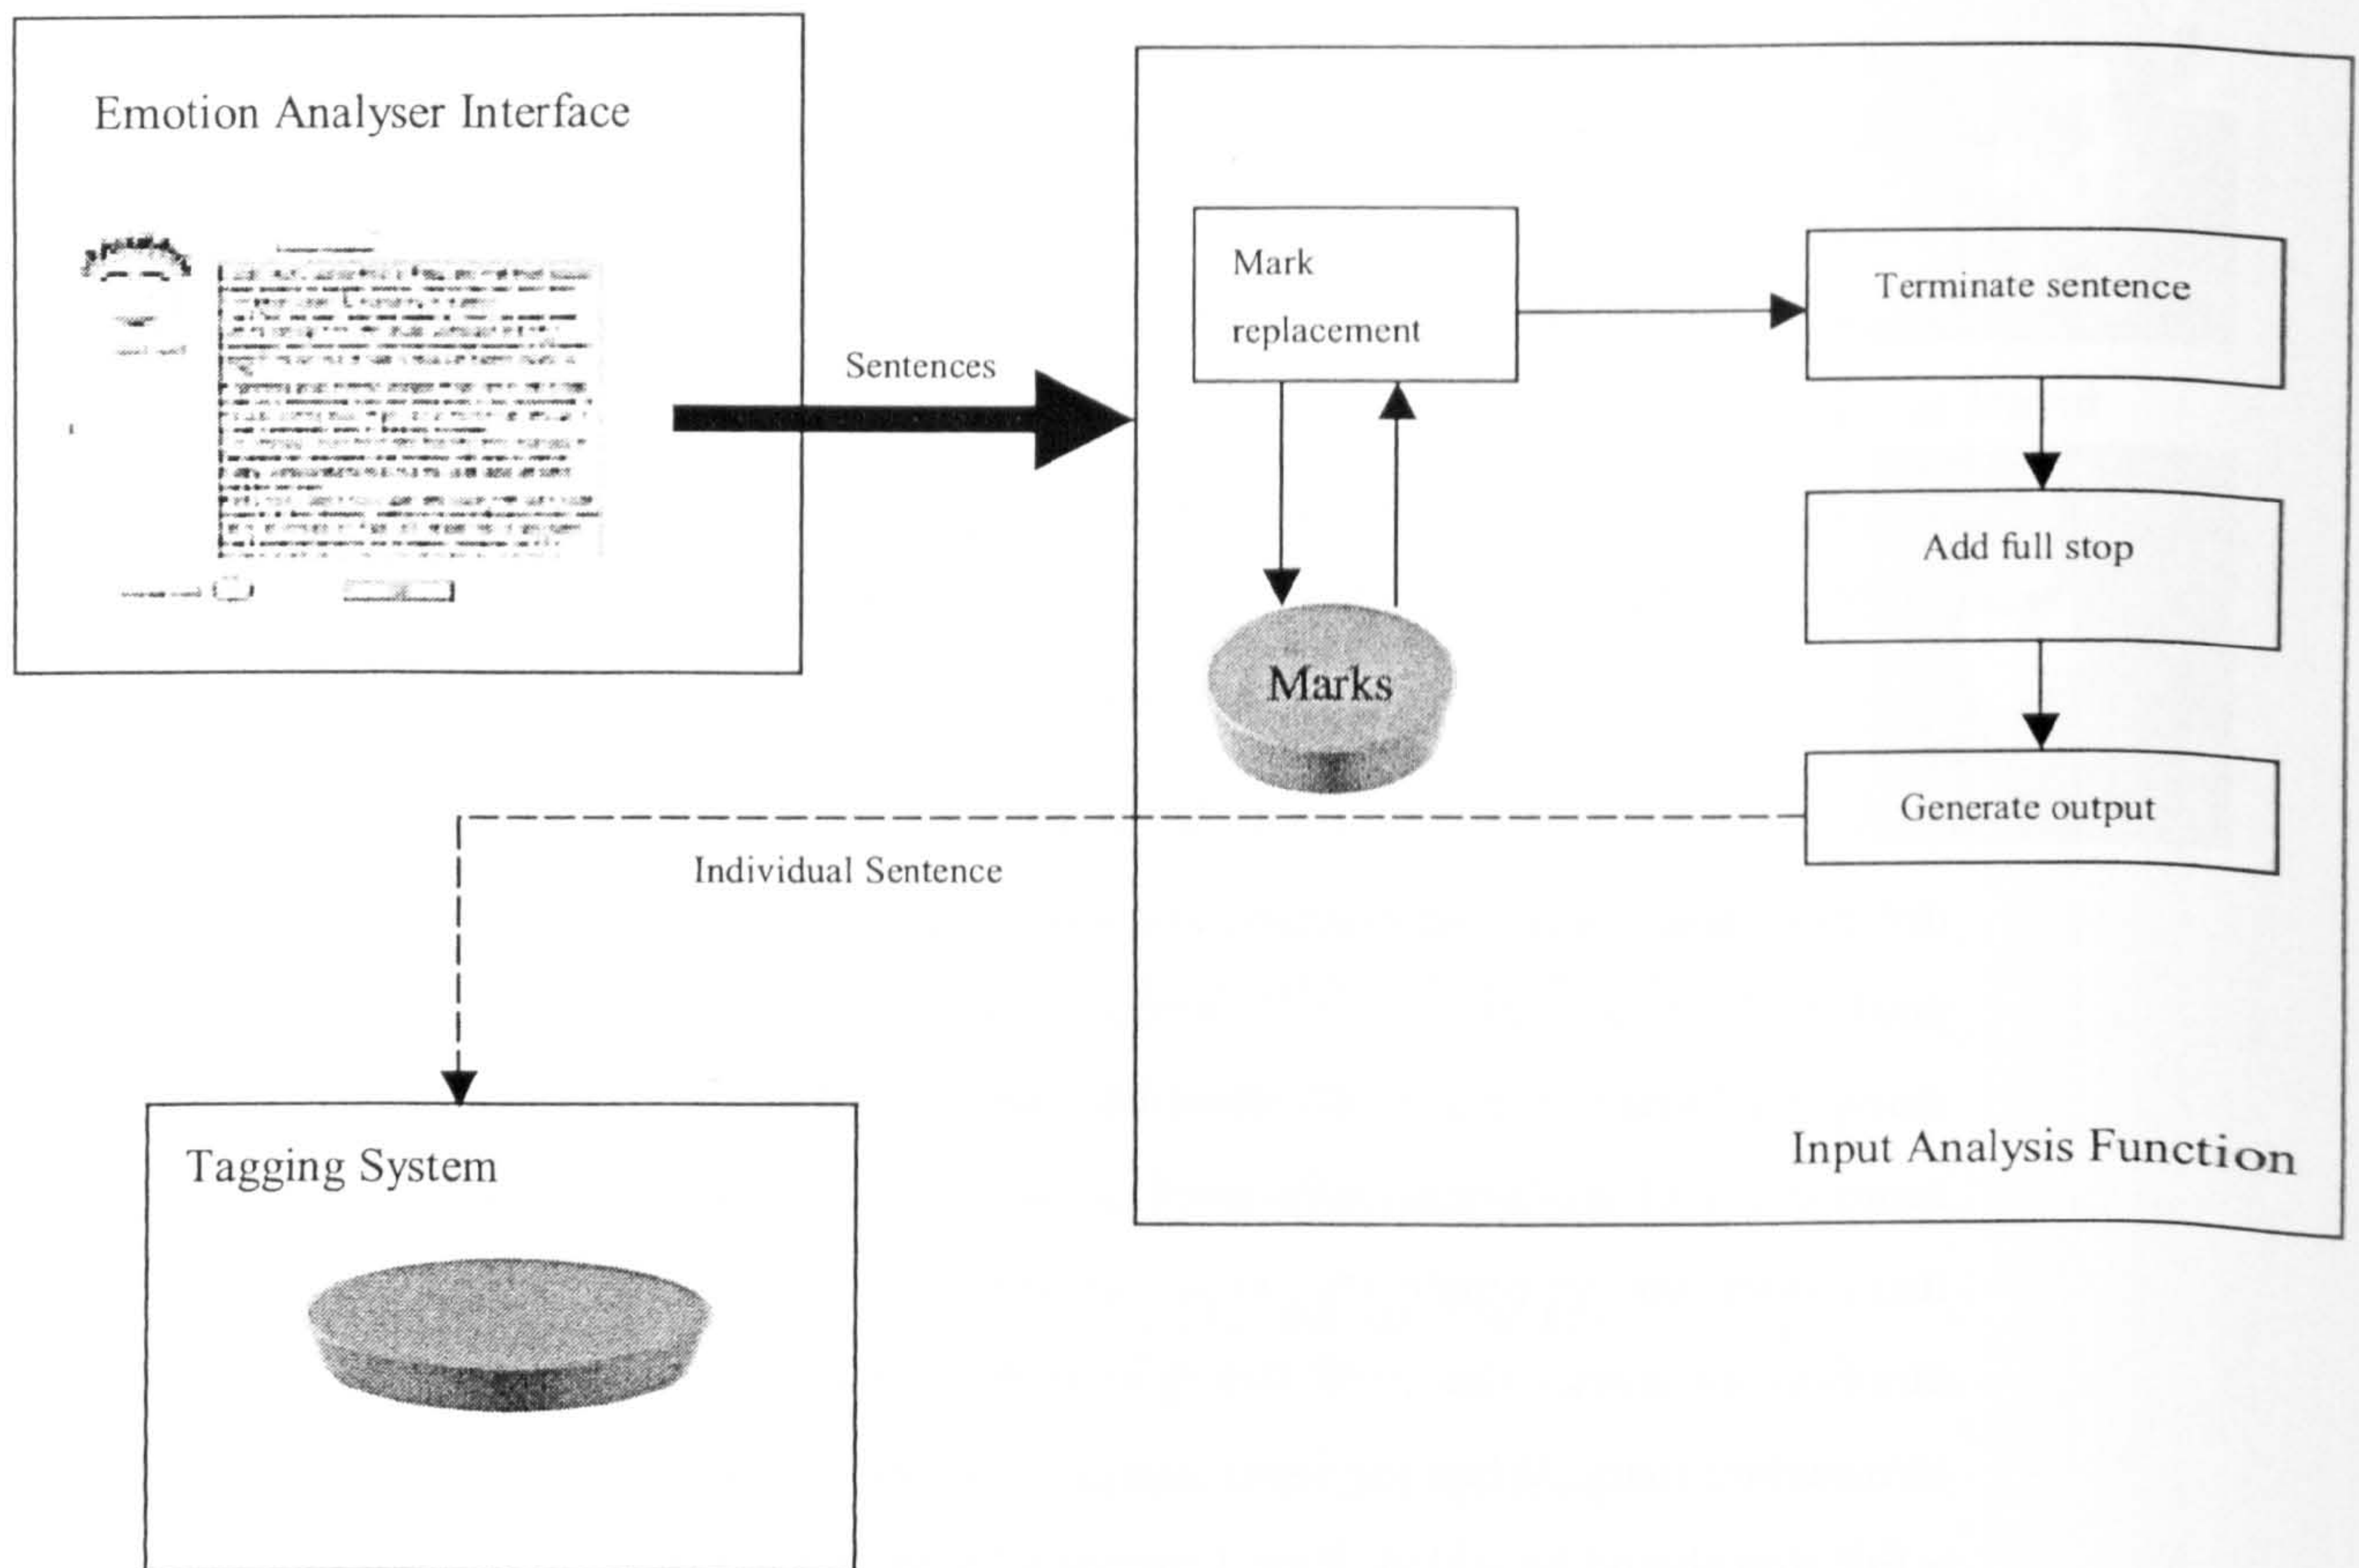 Emotion Analyser Interface
Sentences
Mark
replacement
Terminate sentence
Add full stop
Marks
Generate output
Individual Sentence
Input Analysis Function
Tagging System